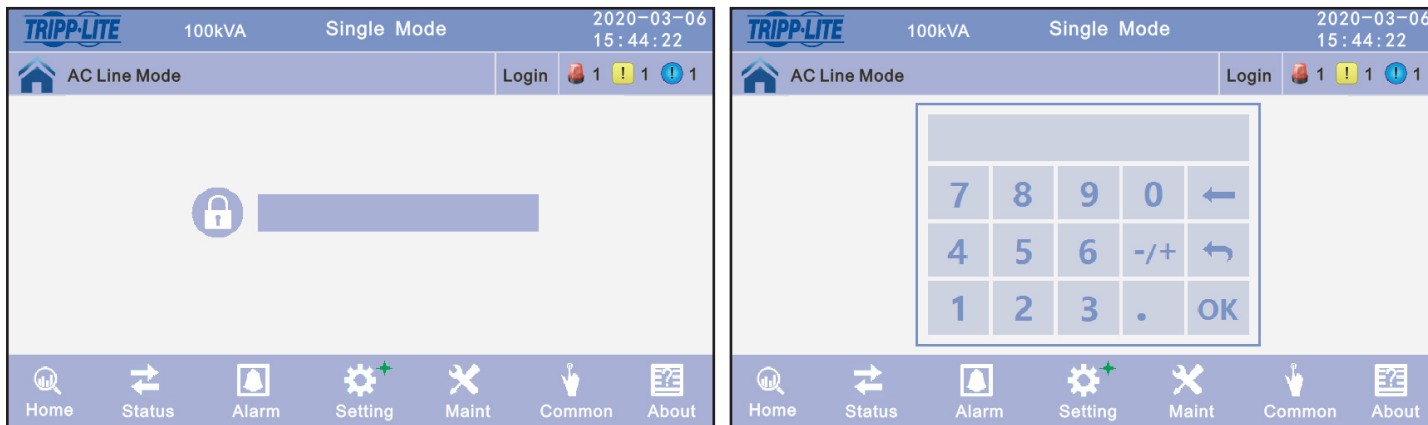 TRIPP·LITE 100kVA Single Mode 2020-03-06
15:44:22
AC Line Mode Login 1 ! 1 ! 1
Home Status Alarm Setting Maint Common About
TRIPP·LITE 100kVA Single Mode 2020-03-06
15:44:22
AC Line Mode Login 1 ! 1 ! 1
7 8 9 0 ←
4 5 6 -/+ ↰
1 2 3 . OK
Home Status Alarm Setting Maint Common About